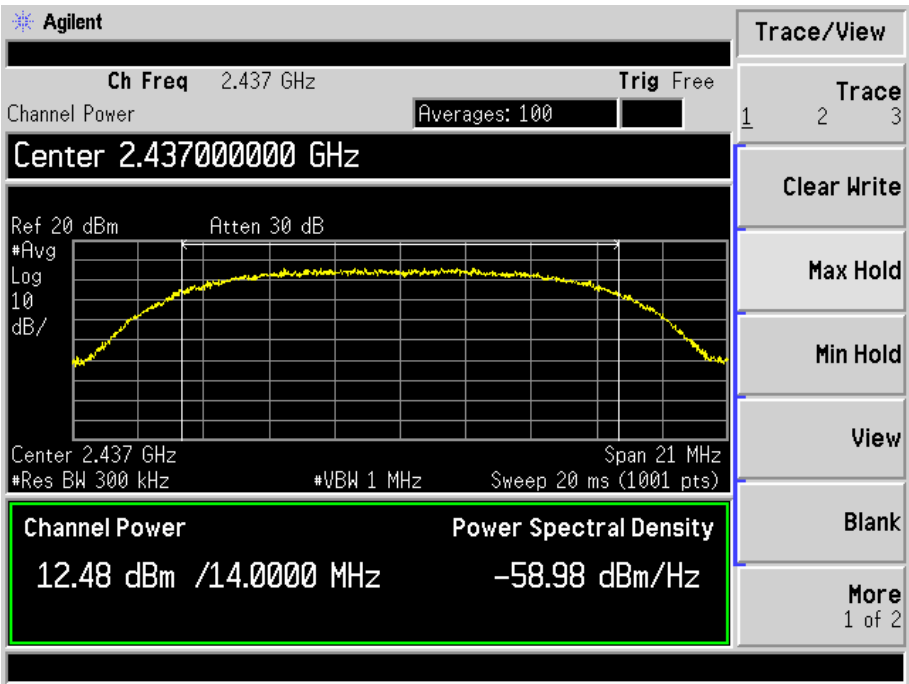 Agilent
Trace/View
Ch Freq 2.437 GHz Trig Free
Channel Power Averages: 100
Trace
1 2 3
Center 2.437000000 GHz
Clear Write
Ref 20 dBm Atten 30 dB
#Avg
Log
10
dB/
Max Hold
Min Hold
View
Center 2.437 GHz Span 21 MHz
#Res BW 300 kHz #VBW 1 MHz Sweep 20 ms (1001 pts)
Blank
Channel Power Power Spectral Density
12.48 dBm /14.0000 MHz -58.98 dBm/Hz
More
1 of 2